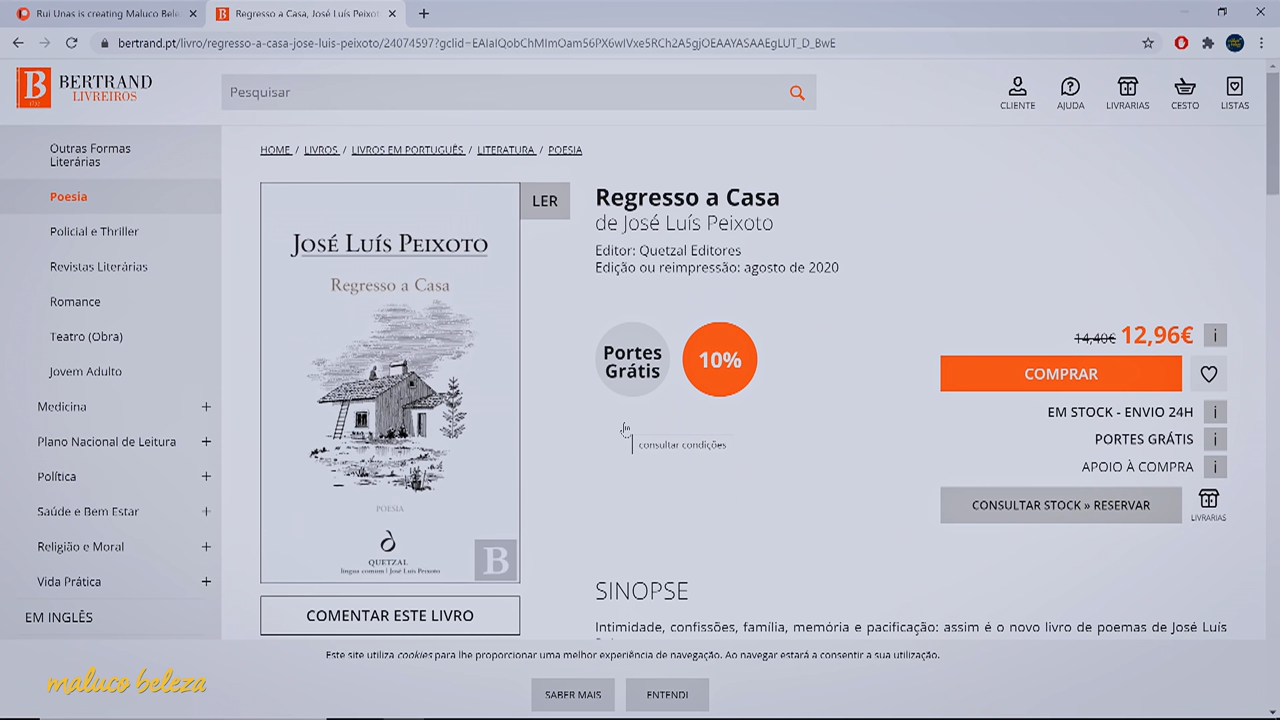 Rui Unas is creating Maluco Bele
Regresso a Casa, José Luís Peixot
bertrand.pt/livro/regresso-a-casa-jose-luis-peixoto/24074597?gclid=EAIaIQobChMImOam56PX6wIVxe5RCh2A5gjOEAAYASAAEgLUT_D_BwE
B
BERTRAND
LIVREIROS
Pesquisar
CLIENTE
AJUDA
LIVRARIAS
CESTO
LISTAS
Outras Formas
Literárias
Poesia
Policial e Thriller
Revistas Literárias
Romance
Teatro (Obra)
Jovem Adulto
Medicina +
Plano Nacional de Leitura +
Política +
Saúde e Bem Estar +
Religião e Moral +
Vida Prática +
EM INGLÊS
HOME / LIVROS / LIVROS EM PORTUGUÊS / LITERATURA / POESIA
JOSÉ LUÍS PEIXOTO
Regresso a Casa
POESIA
QUETZAL
língua comum | José Luís Peixoto
B
LER
COMENTAR ESTE LIVRO
Regresso a Casa
de José Luís Peixoto
Editor: Quetzal Editores
Edição ou reimpressão: agosto de 2020
Portes
Grátis
10%
consultar condições
14,40€ 12,96€ i
COMPRAR
EM STOCK - ENVIO 24H i
PORTES GRÁTIS i
APOIO À COMPRA i
CONSULTAR STOCK » RESERVAR
LIVRARIAS
SINOPSE
Intimidade, confissões, família, memória e pacificação: assim é o novo livro de poemas de José Luís
Este site utiliza cookies para lhe proporcionar uma melhor experiência de navegação. Ao navegar estará a consentir a sua utilização.
SABER MAIS
ENTENDI
maluco beleza